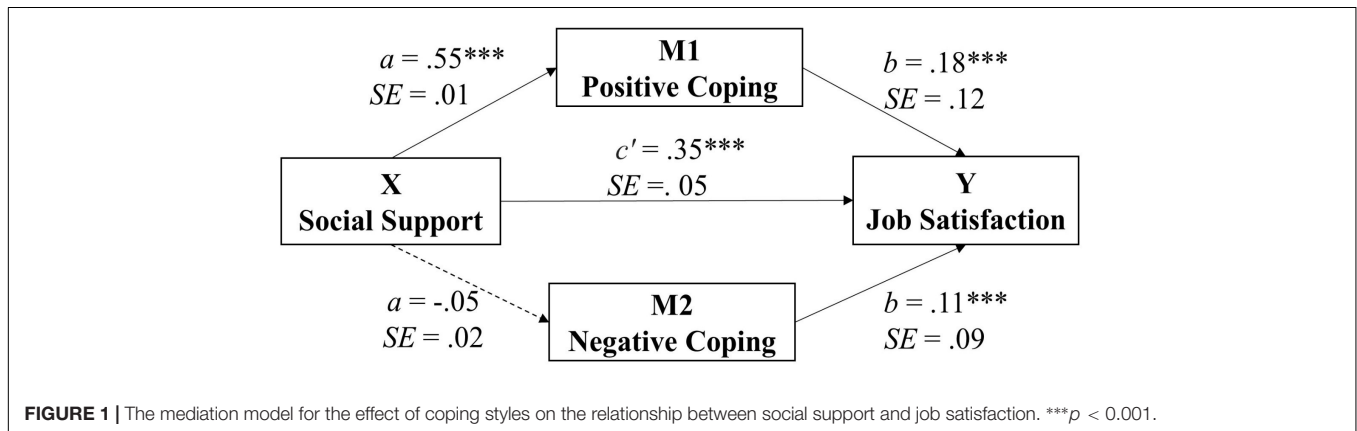 M1
Positive Coping
a = .55***
SE = .01
b = .18***
SE = .12
c' = .35***
SE =. 05
X
Social Support
Y
Job Satisfaction
a = -.05
SE = .02
M2
Negative Coping
b = .11***
SE = .09
FIGURE 1 | The mediation model for the effect of coping styles on the relationship between social support and job satisfaction. ***p < 0.001.